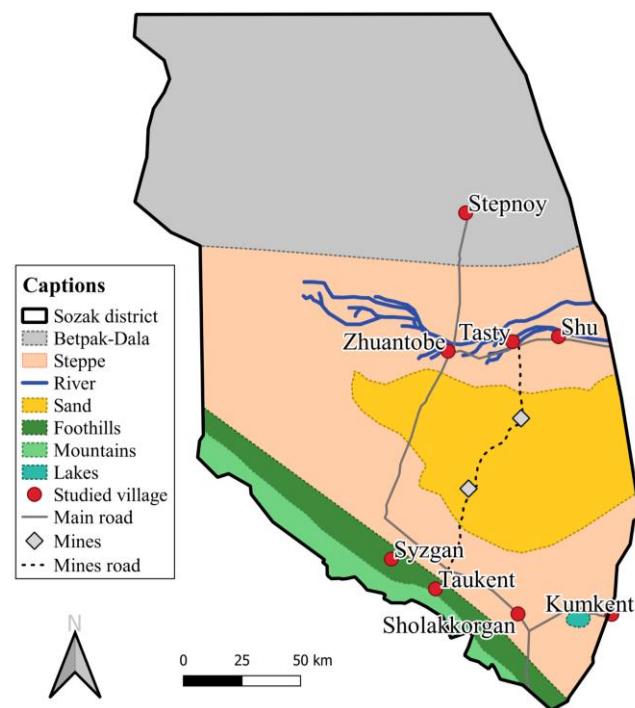 Stepnoy
Zhuantobe
Tasty
Shu
Captions
Sozak district
Betpak-Dala
Steppe
River
Sand
Foothills
Mountains
Lakes
Studied village
Main road
Mines
Mines road
Syzgan
Taukent
Sholakkorgan
Kumkent
N
0 25 50 km